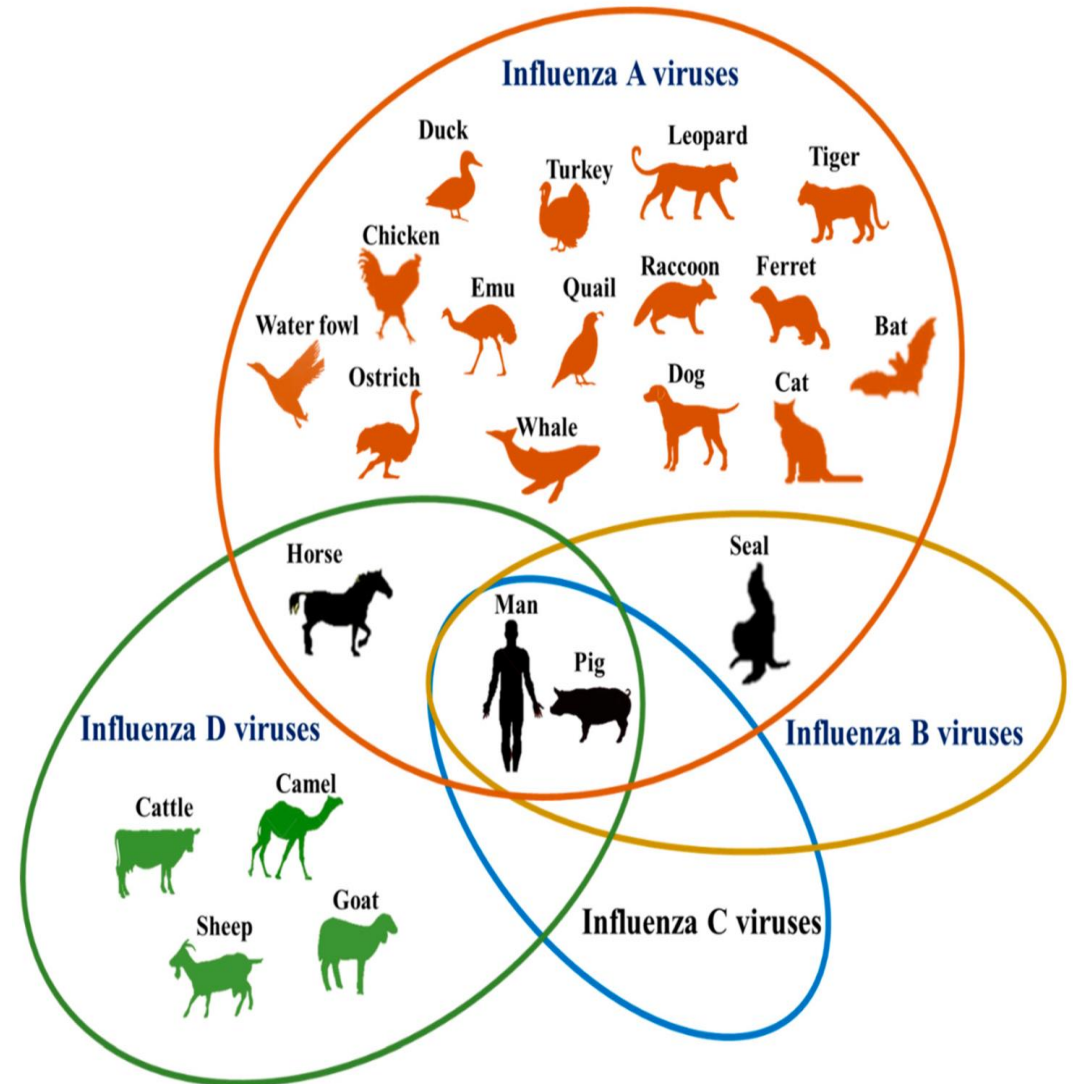 Influenza A viruses
Duck
Leopard
Turkey
Tiger
Chicken
Raccoon
Ferret
Emu
Quail
Water fowl
Bat
Ostrich
Dog
Cat
Whale
Horse
Seal
Man
Pig
Influenza D viruses
Influenza B viruses
Camel
Cattle
Goat
Sheep
Influenza C viruses